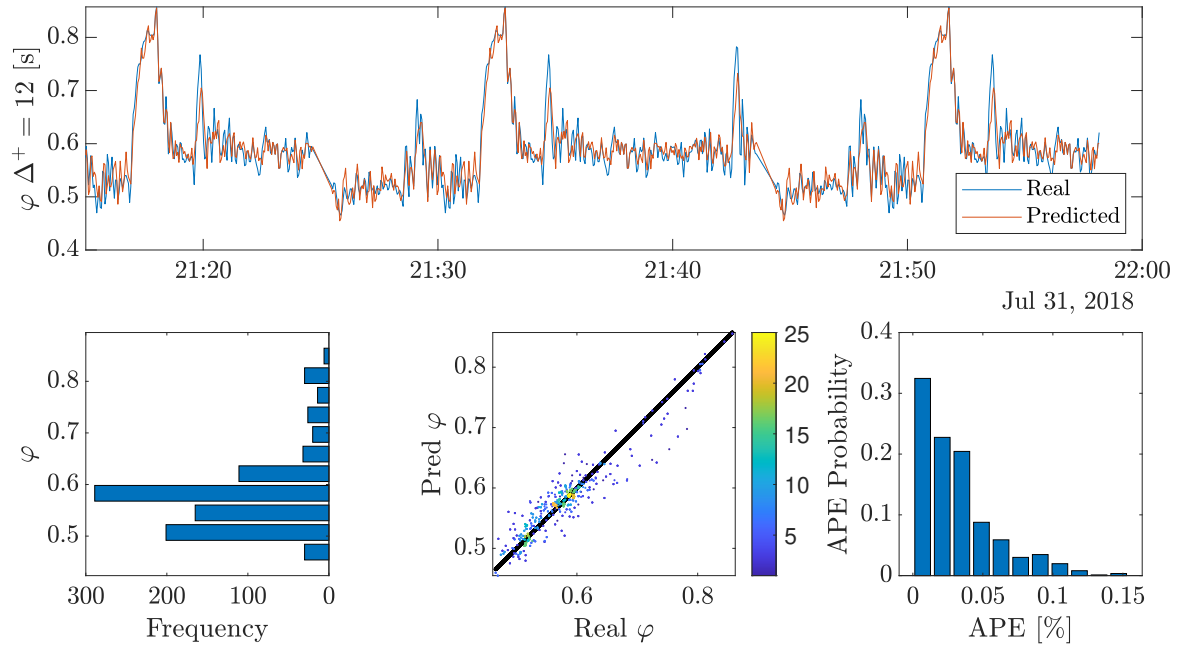 φ Δ⁺ = 12 [s]
0.8
0.7
0.6
0.5
0.4
Real
Predicted
21:20 21:30 21:40 21:50 22:00
Jul 31, 2018
φ
0.8
0.7
0.6
0.5
300 200 100 0
Frequency
Pred φ
0.8
0.7
0.6
0.5
0.6 0.8
Real φ
25
20
15
10
5
APE Probability
0.4
0.3
0.2
0.1
0
0 0.05 0.1 0.15
APE [%]